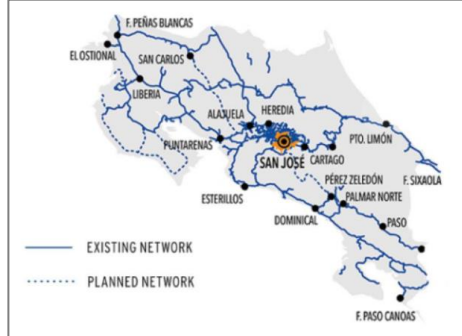 F. PEÑAS BLANCAS
EL OSTIONAL
SAN CARLOS
LIBERIA
ALAJUELA
HEREDIA
PUNTARENAS
PTO. LIMÓN
SAN JOSÉ
CARTAGO
F. SIXAOLA
PÉREZ ZELEDÓN
ESTERILLOS
PALMAR NORTE
DOMINICAL
PASO
EXISTING NETWORK
PLANNED NETWORK
F. PASO CANOAS